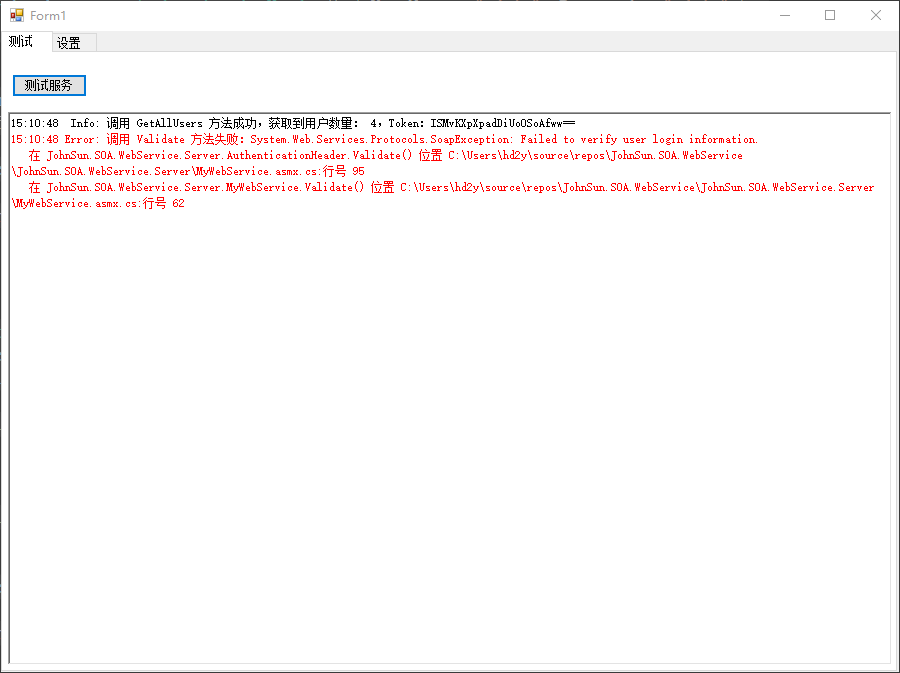 Form1
测试 设置
测试服务
15:10:48  Info: 调用 GetAllUsers 方法成功，获取到用户数量： 4，Token：ISMvKXpXpadDiUoOSoAfww==
15:10:48 Error: 调用 Validate 方法失败：System.Web.Services.Protocols.SoapException: Failed to verify user login information.
在 JohnSun.SOA.WebService.Server.AuthenticationHeader.Validate() 位置 C:\Users\hd2y\source\repos\JohnSun.SOA.WebService
\JohnSun.SOA.WebService.Server\MyWebService.asmx.cs:行号 95
在 JohnSun.SOA.WebService.Server.MyWebService.Validate() 位置 C:\Users\hd2y\source\repos\JohnSun.SOA.WebService\JohnSun.SOA.WebService.Server
\MyWebService.asmx.cs:行号 62